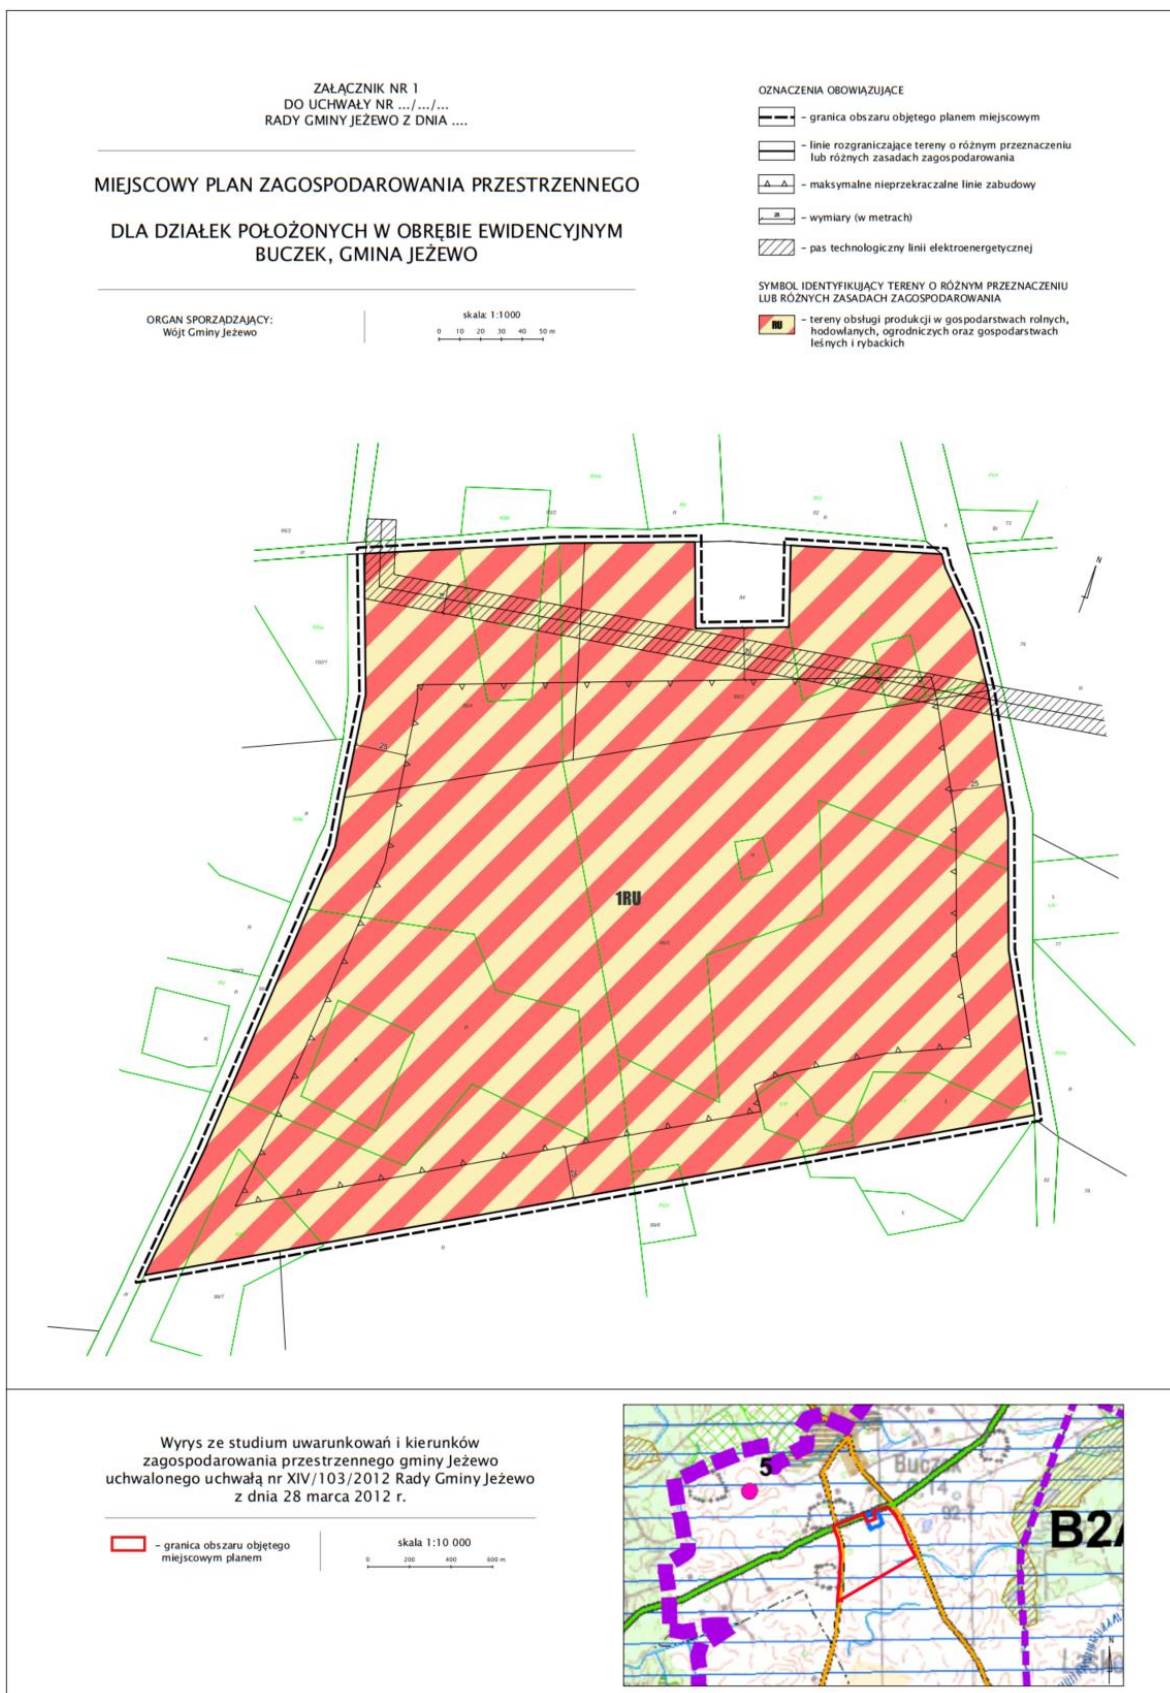 ZAŁĄCZNIK NR 1
DO UCHWAŁY NR .../.../...
RADY GMINY JEŻEWO Z DNIA ....
MIEJSCOWY PLAN ZAGOSPODAROWANIA PRZESTRZENNEGO
DLA DZIAŁEK POŁOŻONYCH W OBRĘBIE EWIDENCYJNYM
BUCZEK, GMINA JEŻEWO
ORGAN SPORZĄDZAJĄCY:
Wójt Gminy Jeżewo
skala: 1:1000
0 10 20 30 40 50 m
OZNACZENIA OBOWIĄZUJĄCE
– granica obszaru objętego planem miejscowym
– linie rozgraniczające tereny o różnym przeznaczeniu
lub różnych zasadach zagospodarowania
– maksymalne nieprzekraczalne linie zabudowy
25
– wymiary (w metrach)
– pas technologiczny linii elektroenergetycznej
SYMBOL IDENTYFIKUJĄCY TERENY O RÓŻNYM PRZEZNACZENIU
LUB RÓŻNYCH ZASADACH ZAGOSPODAROWANIA
RU
– tereny obsługi produkcji w gospodarstwach rolnych,
hodowlanych, ogrodniczych oraz gospodarstwach
leśnych i rybackich
N
84
25
25
1RU
Wyrys ze studium uwarunkowań i kierunków
zagospodarowania przestrzennego gminy Jeżewo
uchwalonego uchwałą nr XIV/103/2012 Rady Gminy Jeżewo
z dnia 28 marca 2012 r.
– granica obszaru objętego
miejscowym planem
skala 1:10 000
0 200 400 600 m
5
Buczek
B2A
N